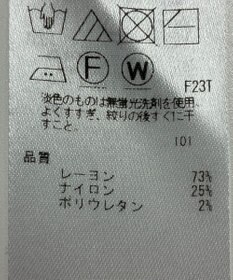 F
W
F23T
淡色のものは無蛍光洗剤を使用、
よくすすぎ、絞りの後すぐに干
すこと。
101
品質
レーヨン 73%
ナイロン 25%
ポリウレタン 2%